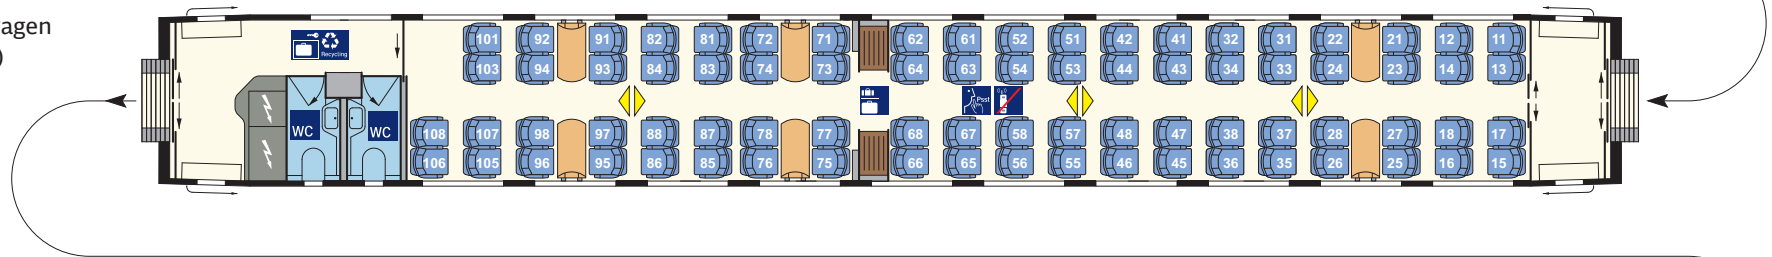 agen
)
Recycling
WC
WC
Psst
101 92 91 82 81 72 71 62 61 52 51 42 41 32 31 22 21 12 11
103 94 93 84 83 74 73 64 63 54 53 44 43 34 33 24 23 14 13
108 107 98 97 88 87 78 77 68 67 58 57 48 47 38 37 28 27 18 17
106 105 96 95 86 85 76 75 66 65 56 55 46 45 36 35 26 25 16 15